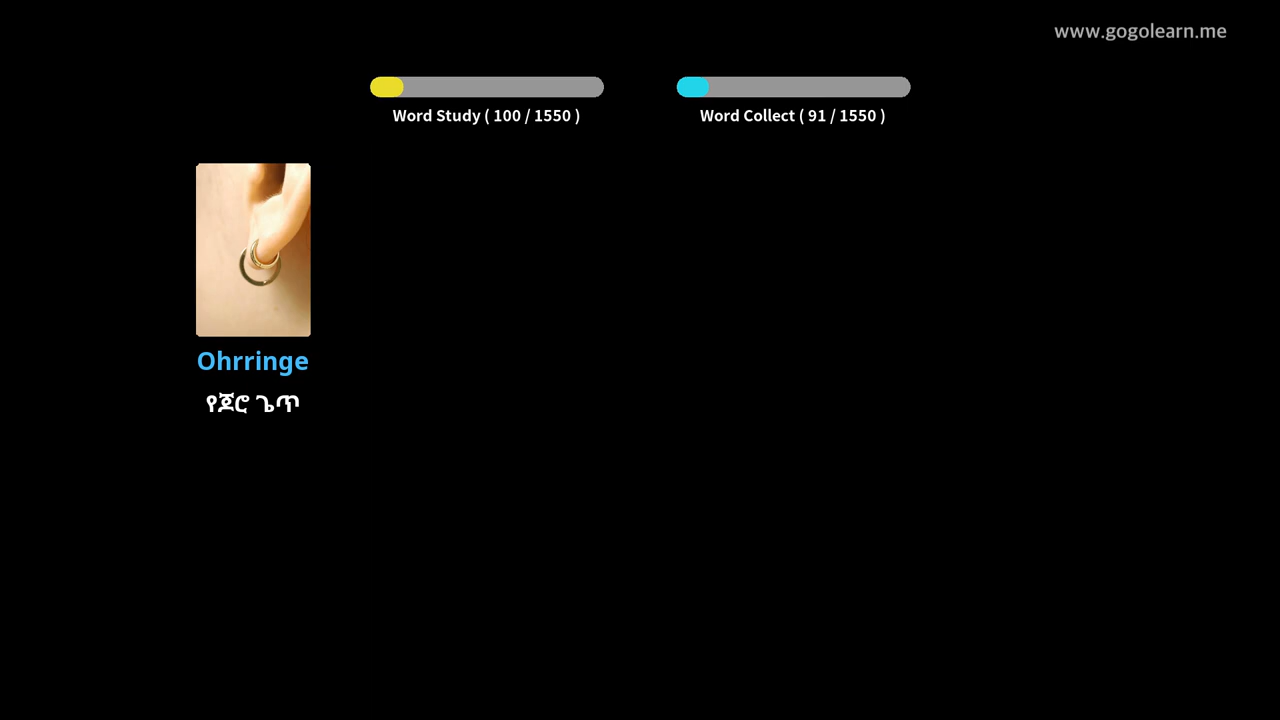 www.gogolearn.me
Word Study ( 100 / 1550 )
Word Collect ( 91 / 1550 )
Ohrringe
የጆሮ ጌጥ